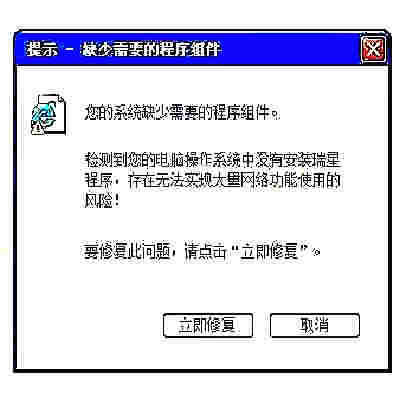 提示 - 缺少需要的程序组件
您的系统缺少需要的程序组件。
检测到您的电脑操作系统中没有安装瑞星
程序，存在无法实现大量网络功能使用的
风险！
要修复此问题，请点击“立即修复”。
立即修复 取消